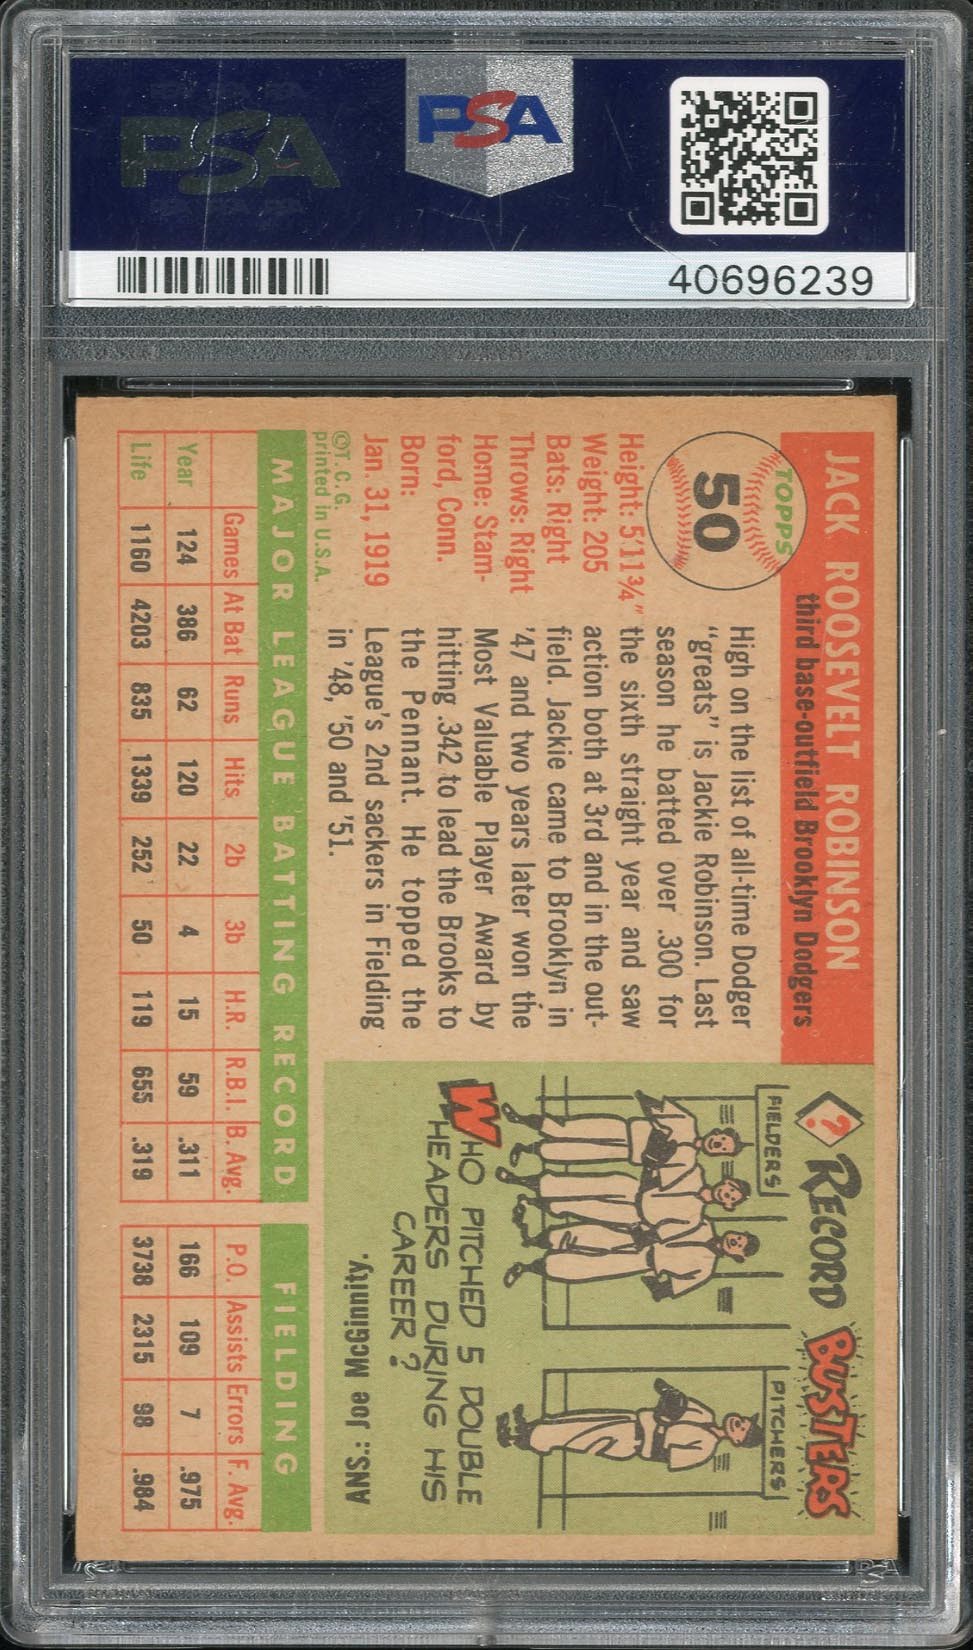 PSA
PSA
40696239
JACK ROOSEVELT ROBINSON
third base-outfield Brooklyn Dodgers
TOPPS
50
Height: 5'11¾"
Weight: 205
Bats: Right
Throws: Right
Home: Stam-
ford, Conn.
Born:
Jan. 31, 1919
©T. C. G.
printed in U.S.A.
High on the list of all-time Dodger
"greats" is Jackie Robinson. Last
season he batted over .300 for
the sixth straight year and saw
action both at 3rd and in the out-
field. Jackie came to Brooklyn in
'47 and two years later won the
Most Valuable Player Award by
hitting .342 to lead the Brooks to
the Pennant. He topped the
League's 2nd sackers in Fielding
in '48, '50 and '51.
?
RECORD BUSTERS
FIELDERS
PITCHERS
WHO PITCHED 5 DOUBLE
HEADERS DURING HIS
CAREER?
ANS: Joe McGinnity.
MAJOR LEAGUE BATTING RECORD
FIELDING
Games At Bat Runs Hits 2b 3b H.R. R.B.I. B. Avg. P.O. Assists Errors F. Avg.
Year 124 386 62 120 22 4 15 59 .311 166 109 7 .975
Life 1160 4203 835 1339 252 50 119 655 .319 3738 2315 98 .984